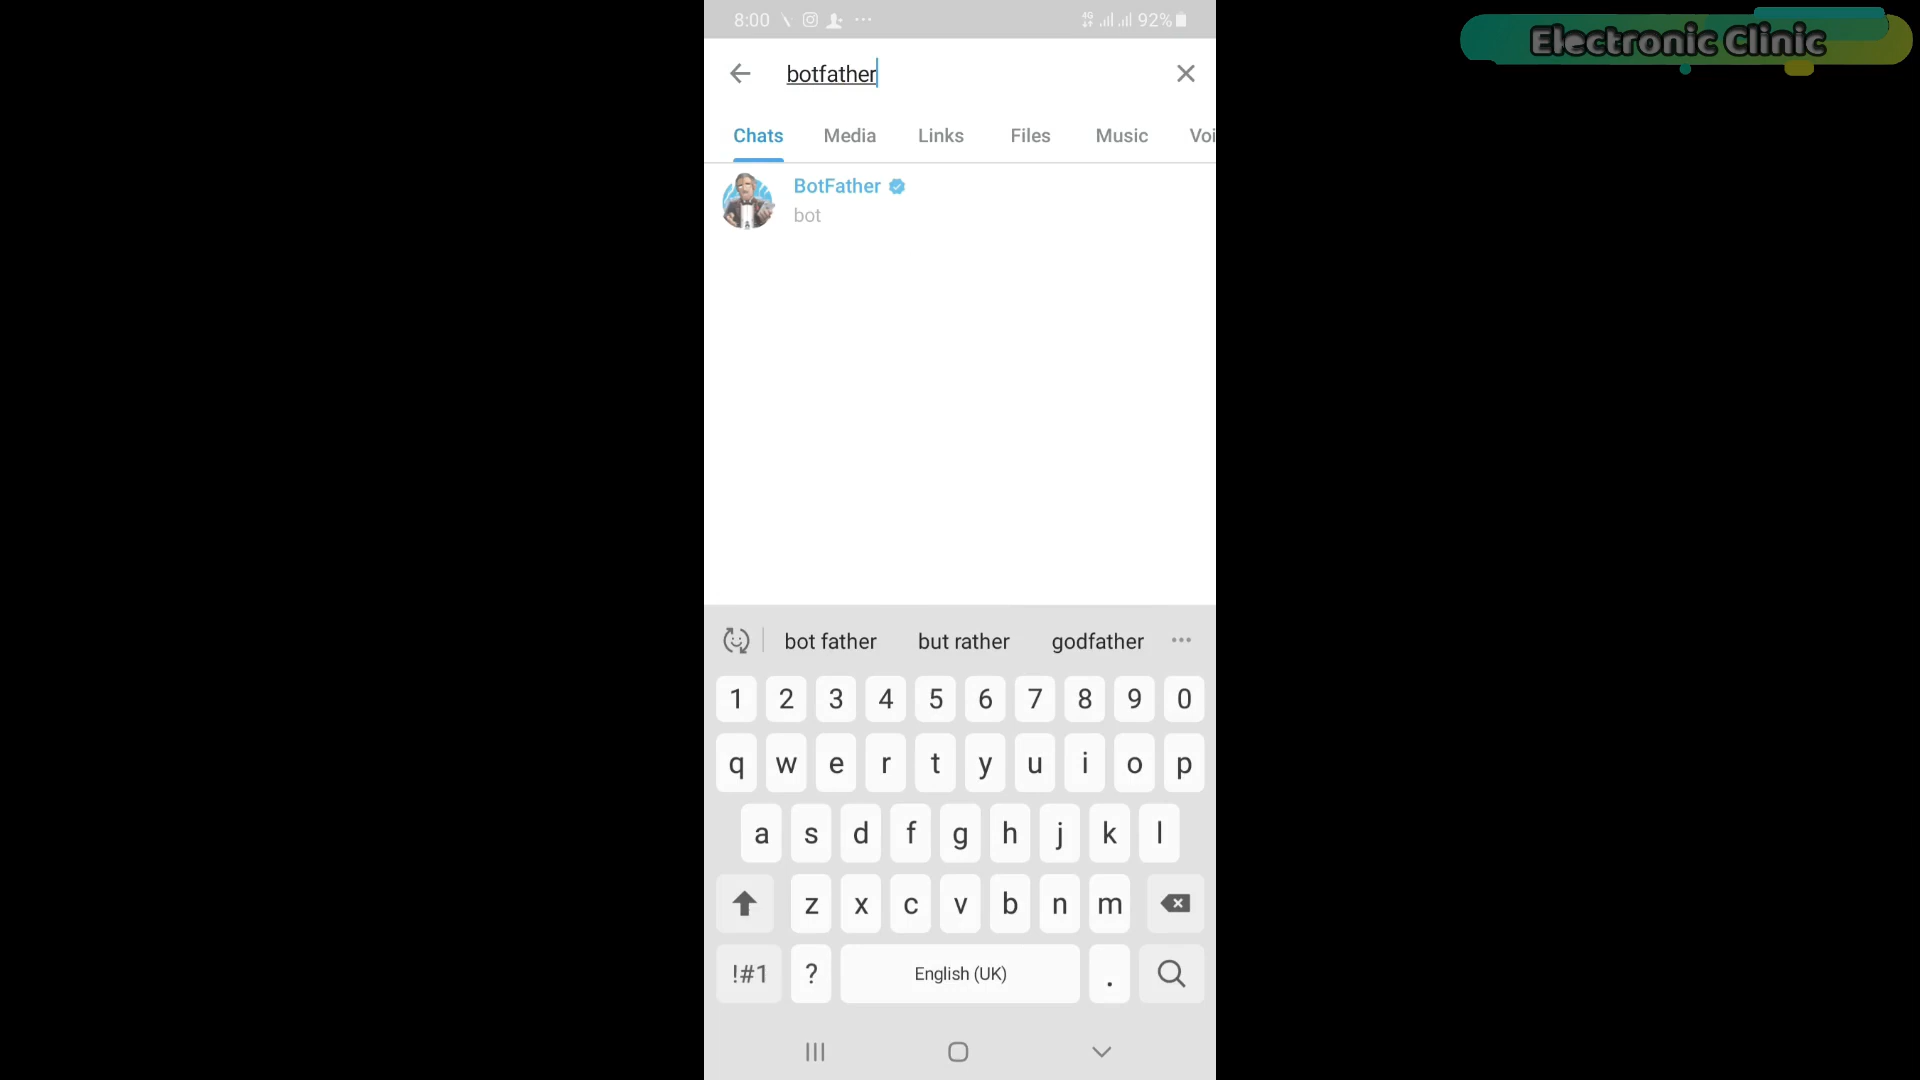 8:00 4G 92%
Electronic Clinic
botfather
Chats Media Links Files Music Voi
BotFather
bot
bot father but rather godfather
1 2 3 4 5 6 7 8 9 0
q w e r t y u i o p
a s d f g h j k l
z x c v b n m
!#1 ? English (UK) .